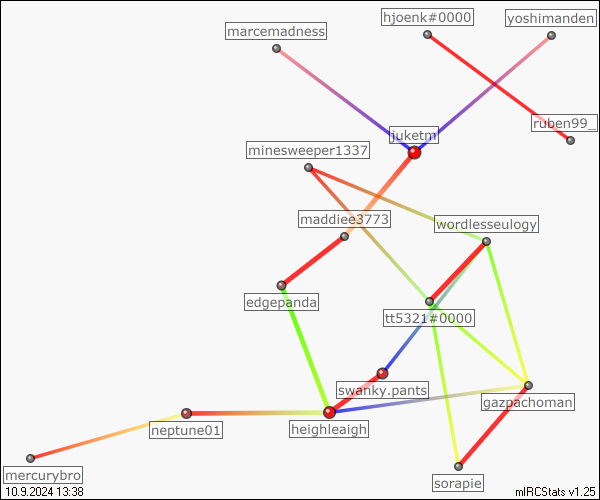 hjoenk#0000
yoshimanden
marcemadness
ruben99_
juketm
minesweeper1337
maddiee3773
wordlesseulogy
edgepanda
tt5321#0000
swanky.pants
gazpachoman
neptune01
heighleaigh
mercurybro
sorapie
10.9.2024 13:38
mIRCStats v1.25